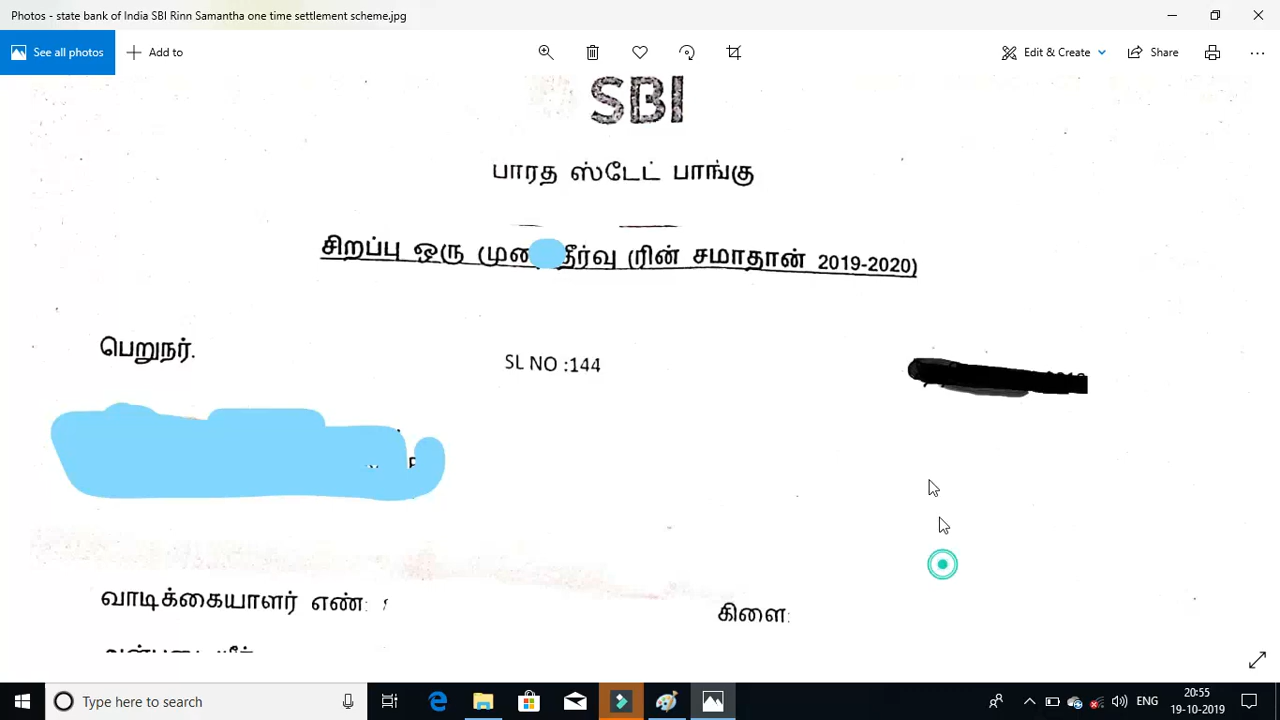 Photos - state bank of India SBI Rinn Samantha one time settlement scheme.jpg
See all photos
Add to
Edit & Create
Share
SBI
பாரத ஸ்டேட் பாங்கு
சிறப்பு ஒரு தீர்வு (ரின் சமாதான் 2019-2020)
பெறுநர்.
SL NO :144
வாடிக்கையாளர் எண்:
கிளை:
Type here to search
ENG
20:55
19-10-2019